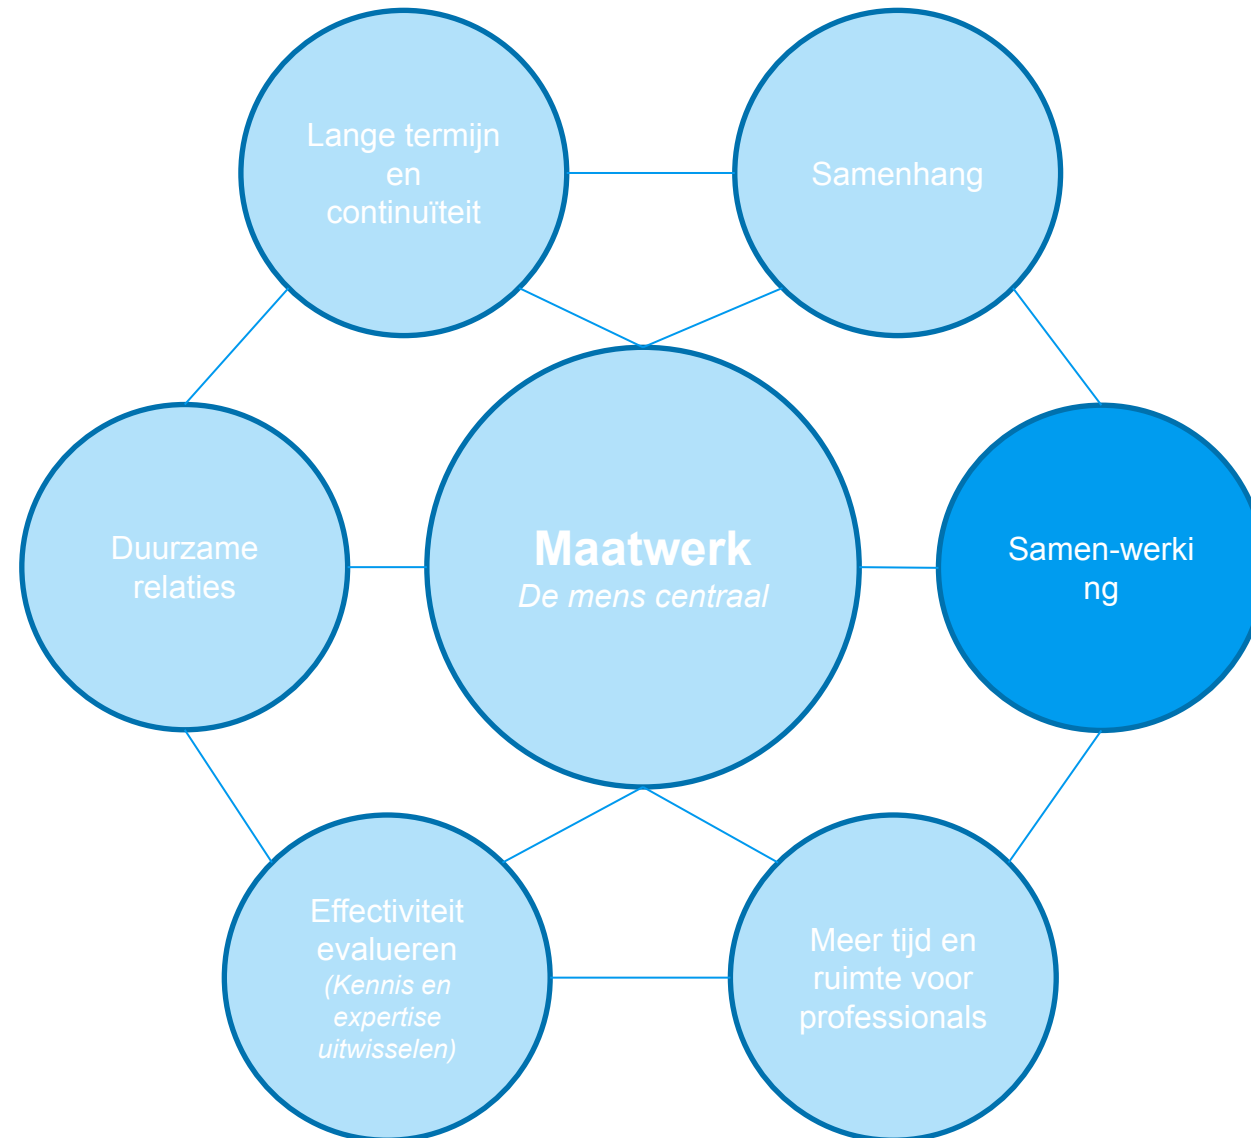 Lange termijn
en
continuïteit
Samenhang
Duurzame
relaties
Maatwerk
De mens centraal
Samen-werki
ng
Effectiviteit
evalueren
(Kennis en
expertise
uitwisselen)
Meer tijd en
ruimte voor
professionals